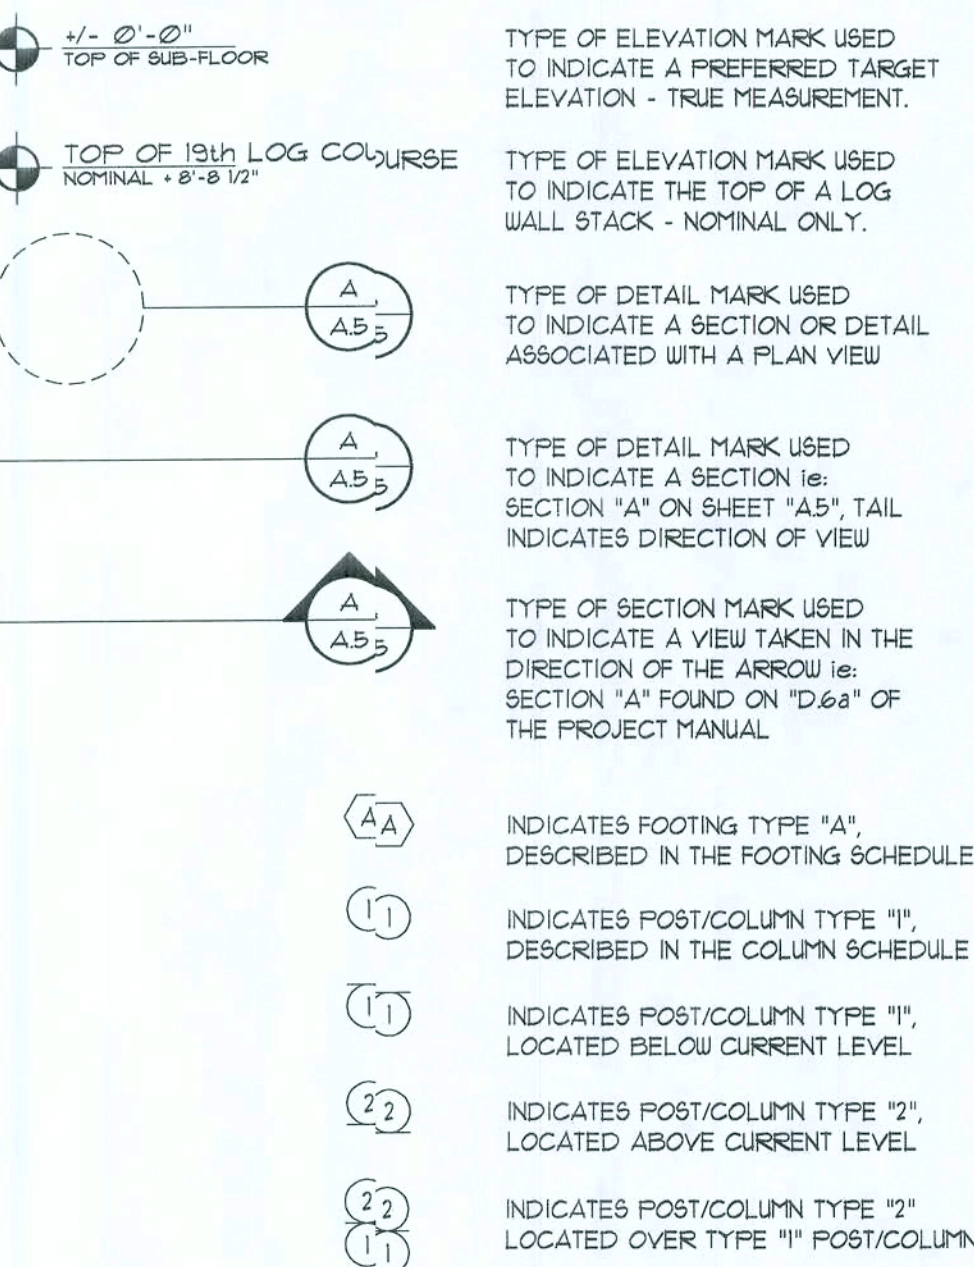 +/- Ø'-Ø"
TOP OF SUB-FLOOR
TYPE OF ELEVATION MARK USED
TO INDICATE A PREFERRED TARGET
ELEVATION - TRUE MEASUREMENT.
TOP OF 19th LOG COURSE
NOMINAL + 8'-8 1/2"
TYPE OF ELEVATION MARK USED
TO INDICATE THE TOP OF A LOG
WALL STACK - NOMINAL ONLY.
A
A.5 5
TYPE OF DETAIL MARK USED
TO INDICATE A SECTION OR DETAIL
ASSOCIATED WITH A PLAN VIEW
A
A.5 5
TYPE OF DETAIL MARK USED
TO INDICATE A SECTION ie:
SECTION "A" ON SHEET "A.5", TAIL
INDICATES DIRECTION OF VIEW
A
A.5 5
TYPE OF SECTION MARK USED
TO INDICATE A VIEW TAKEN IN THE
DIRECTION OF THE ARROW ie:
SECTION "A" FOUND ON "D.6a" OF
THE PROJECT MANUAL
A A
INDICATES FOOTING TYPE "A",
DESCRIBED IN THE FOOTING SCHEDULE
1 1
INDICATES POST/COLUMN TYPE "1",
DESCRIBED IN THE COLUMN SCHEDULE
1 1
INDICATES POST/COLUMN TYPE "1",
LOCATED BELOW CURRENT LEVEL
2 2
INDICATES POST/COLUMN TYPE "2",
LOCATED ABOVE CURRENT LEVEL
2 2
1 1
INDICATES POST/COLUMN TYPE "2"
LOCATED OVER TYPE "1" POST/COLUMN